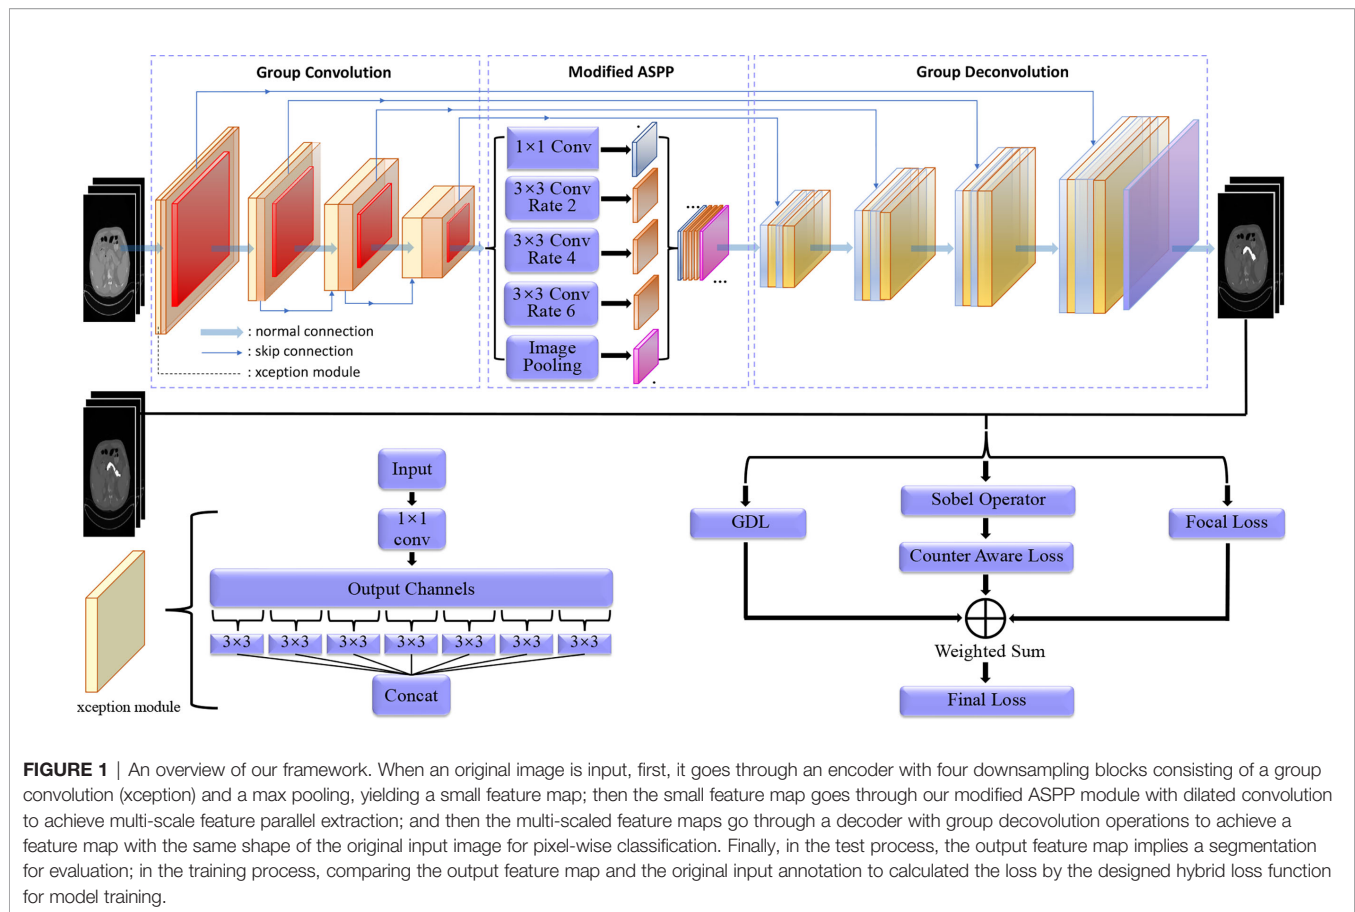 Group Convolution
Modified ASPP
Group Deconvolution
1×1 Conv
3×3 Conv
Rate 2
3×3 Conv
Rate 4
3×3 Conv
Rate 6
Image
Pooling
: normal connection
: skip connection
: xception module
Input
1×1
conv
Output Channels
3×3 3×3 3×3 3×3 3×3 3×3 3×3
Concat
xception module
GDL
Sobel Operator
Counter Aware Loss
Focal Loss
Weighted Sum
Final Loss
FIGURE 1 | An overview of our framework. When an original image is input, first, it goes through an encoder with four downsampling blocks consisting of a group
convolution (xception) and a max pooling, yielding a small feature map; then the small feature map goes through our modified ASPP module with dilated convolution
to achieve multi-scale feature parallel extraction; and then the multi-scaled feature maps go through a decoder with group decovolution operations to achieve a
feature map with the same shape of the original input image for pixel-wise classification. Finally, in the test process, the output feature map implies a segmentation
for evaluation; in the training process, comparing the output feature map and the original input annotation to calculated the loss by the designed hybrid loss function
for model training.